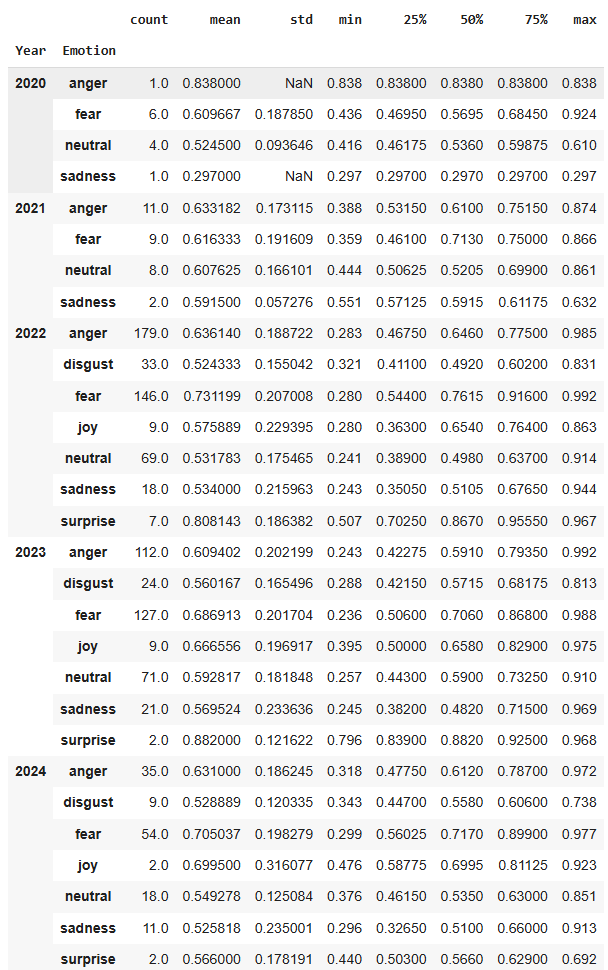 count mean std min 25% 50% 75% max
Year Emotion
2020 anger 1.0 0.838000 NaN 0.838 0.83800 0.8380 0.83800 0.838
fear 6.0 0.609667 0.187850 0.436 0.46950 0.5695 0.68450 0.924
neutral 4.0 0.524500 0.093646 0.416 0.46175 0.5360 0.59875 0.610
sadness 1.0 0.297000 NaN 0.297 0.29700 0.2970 0.29700 0.297
2021 anger 11.0 0.633182 0.173115 0.388 0.53150 0.6100 0.75150 0.874
fear 9.0 0.616333 0.191609 0.359 0.46100 0.7130 0.75000 0.866
neutral 8.0 0.607625 0.166101 0.444 0.50625 0.5205 0.69900 0.861
sadness 2.0 0.591500 0.057276 0.551 0.57125 0.5915 0.61175 0.632
2022 anger 179.0 0.636140 0.188722 0.283 0.46750 0.6460 0.77500 0.985
disgust 33.0 0.524333 0.155042 0.321 0.41100 0.4920 0.60200 0.831
fear 146.0 0.731199 0.207008 0.280 0.54400 0.7615 0.91600 0.992
joy 9.0 0.575889 0.229395 0.280 0.36300 0.6540 0.76400 0.863
neutral 69.0 0.531783 0.175465 0.241 0.38900 0.4980 0.63700 0.914
sadness 18.0 0.534000 0.215963 0.243 0.35050 0.5105 0.67650 0.944
surprise 7.0 0.808143 0.186382 0.507 0.70250 0.8670 0.95550 0.967
2023 anger 112.0 0.609402 0.202199 0.243 0.42275 0.5910 0.79350 0.992
disgust 24.0 0.560167 0.165496 0.288 0.42150 0.5715 0.68175 0.813
fear 127.0 0.686913 0.201704 0.236 0.50600 0.7060 0.86800 0.988
joy 9.0 0.666556 0.196917 0.395 0.50000 0.6580 0.82900 0.975
neutral 71.0 0.592817 0.181848 0.257 0.44300 0.5900 0.73250 0.910
sadness 21.0 0.569524 0.233636 0.245 0.38200 0.4820 0.71500 0.969
surprise 2.0 0.882000 0.121622 0.796 0.83900 0.8820 0.92500 0.968
2024 anger 35.0 0.631000 0.186245 0.318 0.47750 0.6120 0.78700 0.972
disgust 9.0 0.528889 0.120335 0.343 0.44700 0.5580 0.60600 0.738
fear 54.0 0.705037 0.198279 0.299 0.56025 0.7170 0.89900 0.977
joy 2.0 0.699500 0.316077 0.476 0.58775 0.6995 0.81125 0.923
neutral 18.0 0.549278 0.125084 0.376 0.46150 0.5350 0.63000 0.851
sadness 11.0 0.525818 0.235001 0.296 0.32650 0.5100 0.66000 0.913
surprise 2.0 0.566000 0.178191 0.440 0.50300 0.5660 0.62900 0.692